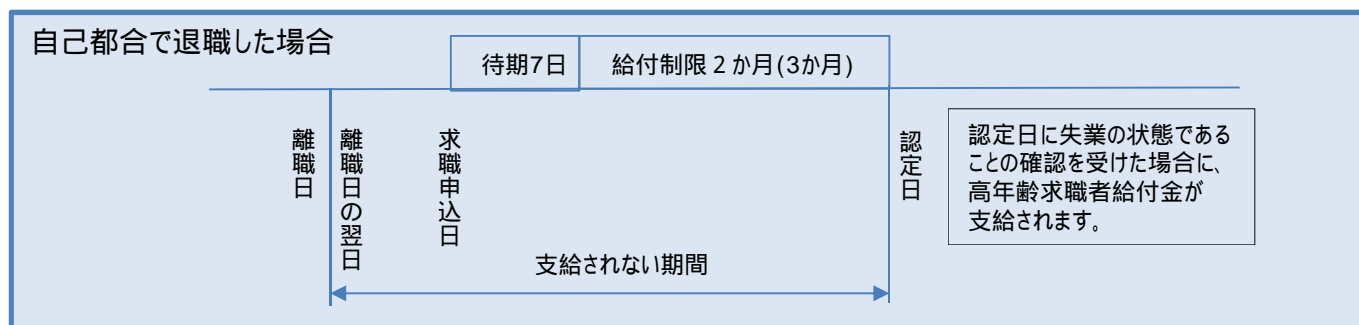 自己都合で退職した場合
待期7日
給付制限２か月(3か月)
離職日
離職日の翌日
求職申込日
認定日
認定日に失業の状態である
ことの確認を受けた場合に、
高年齢求職者給付金が
支給されます。
支給されない期間